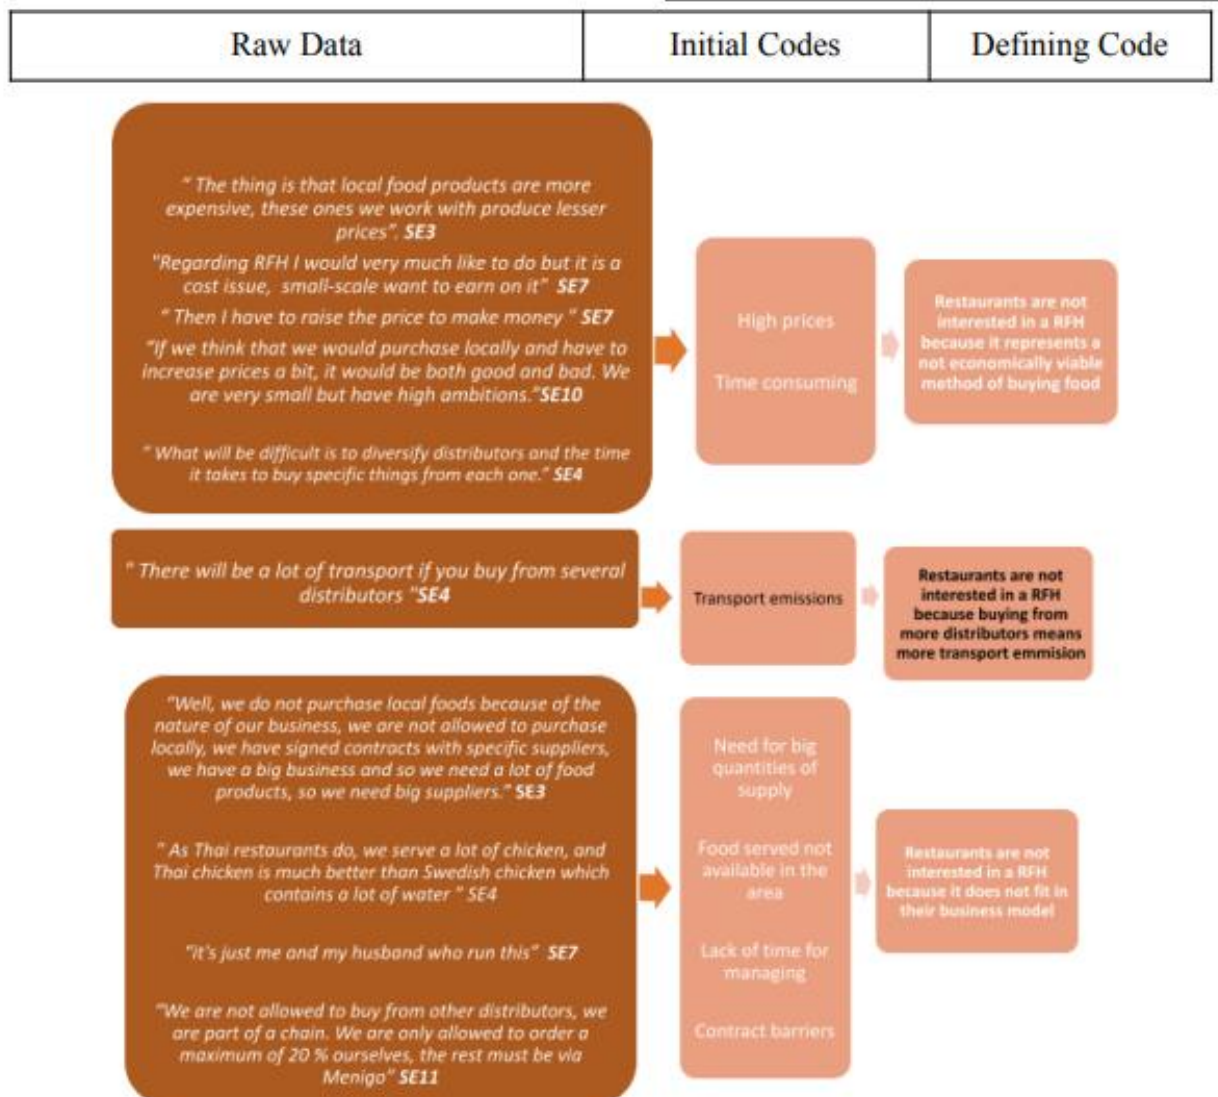 Raw Data
Initial Codes
Defining Code
" The thing is that local food products are more
expensive, these ones we work with produce lesser
prices". SE3
"Regarding RFH I would very much like to do but it is a
cost issue, small-scale want to earn on it" SE7
" Then I have to raise the price to make money " SE7
"If we think that we would purchase locally and have to
increase prices a bit, it would be both good and bad. We
are very small but have high ambitions."SE10
" What will be difficult is to diversify distributors and the time
it takes to buy specific things from each one." SE4
High prices
Time consuming
Restaurants are not
interested in a RFH
because it represents a
not economically viable
method of buying food
" There will be a lot of transport if you buy from several
distributors "SE4
Transport emissions
Restaurants are not
interested in a RFH
because buying from
more distributors means
more transport emmision
"Well, we do not purchase local foods because of the
nature of our business, we are not allowed to purchase
locally, we have signed contracts with specific suppliers,
we have a big business and so we need a lot of food
products, so we need big suppliers." SE3
" As Thai restaurants do, we serve a lot of chicken, and
Thai chicken is much better than Swedish chicken which
contains a lot of water " SE4
"it's just me and my husband who run this" SE7
"We are not allowed to buy from other distributors, we
are part of a chain. We are only allowed to order a
maximum of 20 % ourselves, the rest must be via
Menigo" SE11
Need for big
quantities of
supply
Food served not
available in the
area
Lack of time for
managing
Contract barriers
Restaurants are not
interested in a RFH
because it does not fit in
their business model